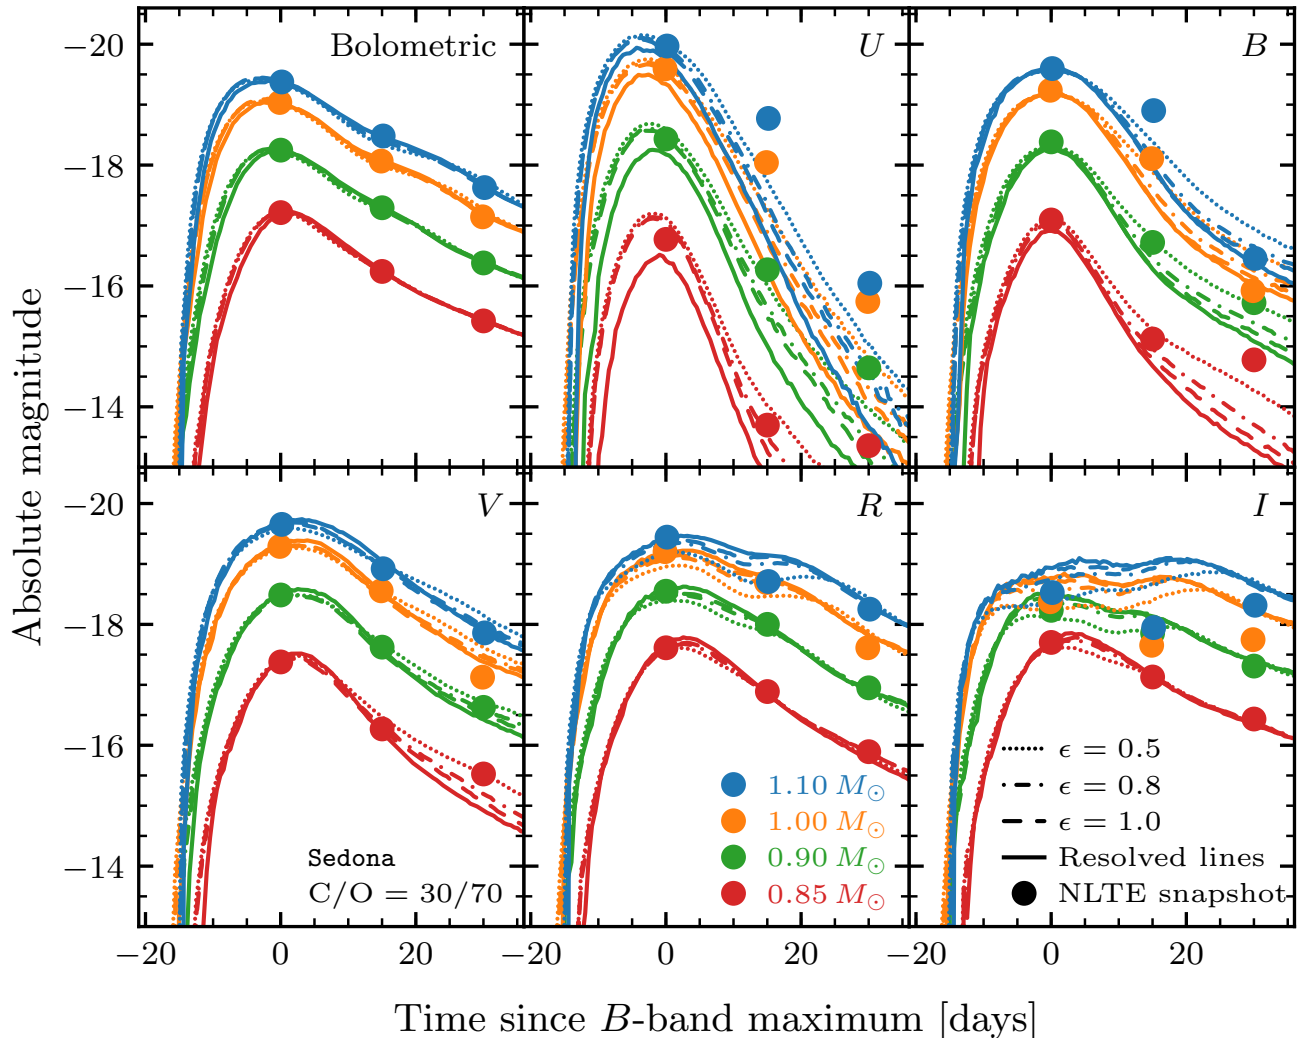 Absolute magnitude
−20
−18
−16
−14
Bolometric
U
B
−20
−18
−16
−14
V
Sedona
C/O = 30/70
R
1.10 M⊙
1.00 M⊙
0.90 M⊙
0.85 M⊙
I
ϵ = 0.5
ϵ = 0.8
ϵ = 1.0
Resolved lines
NLTE snapshot
−20 0 20 −20 0 20 −20 0 20
Time since B-band maximum [days]